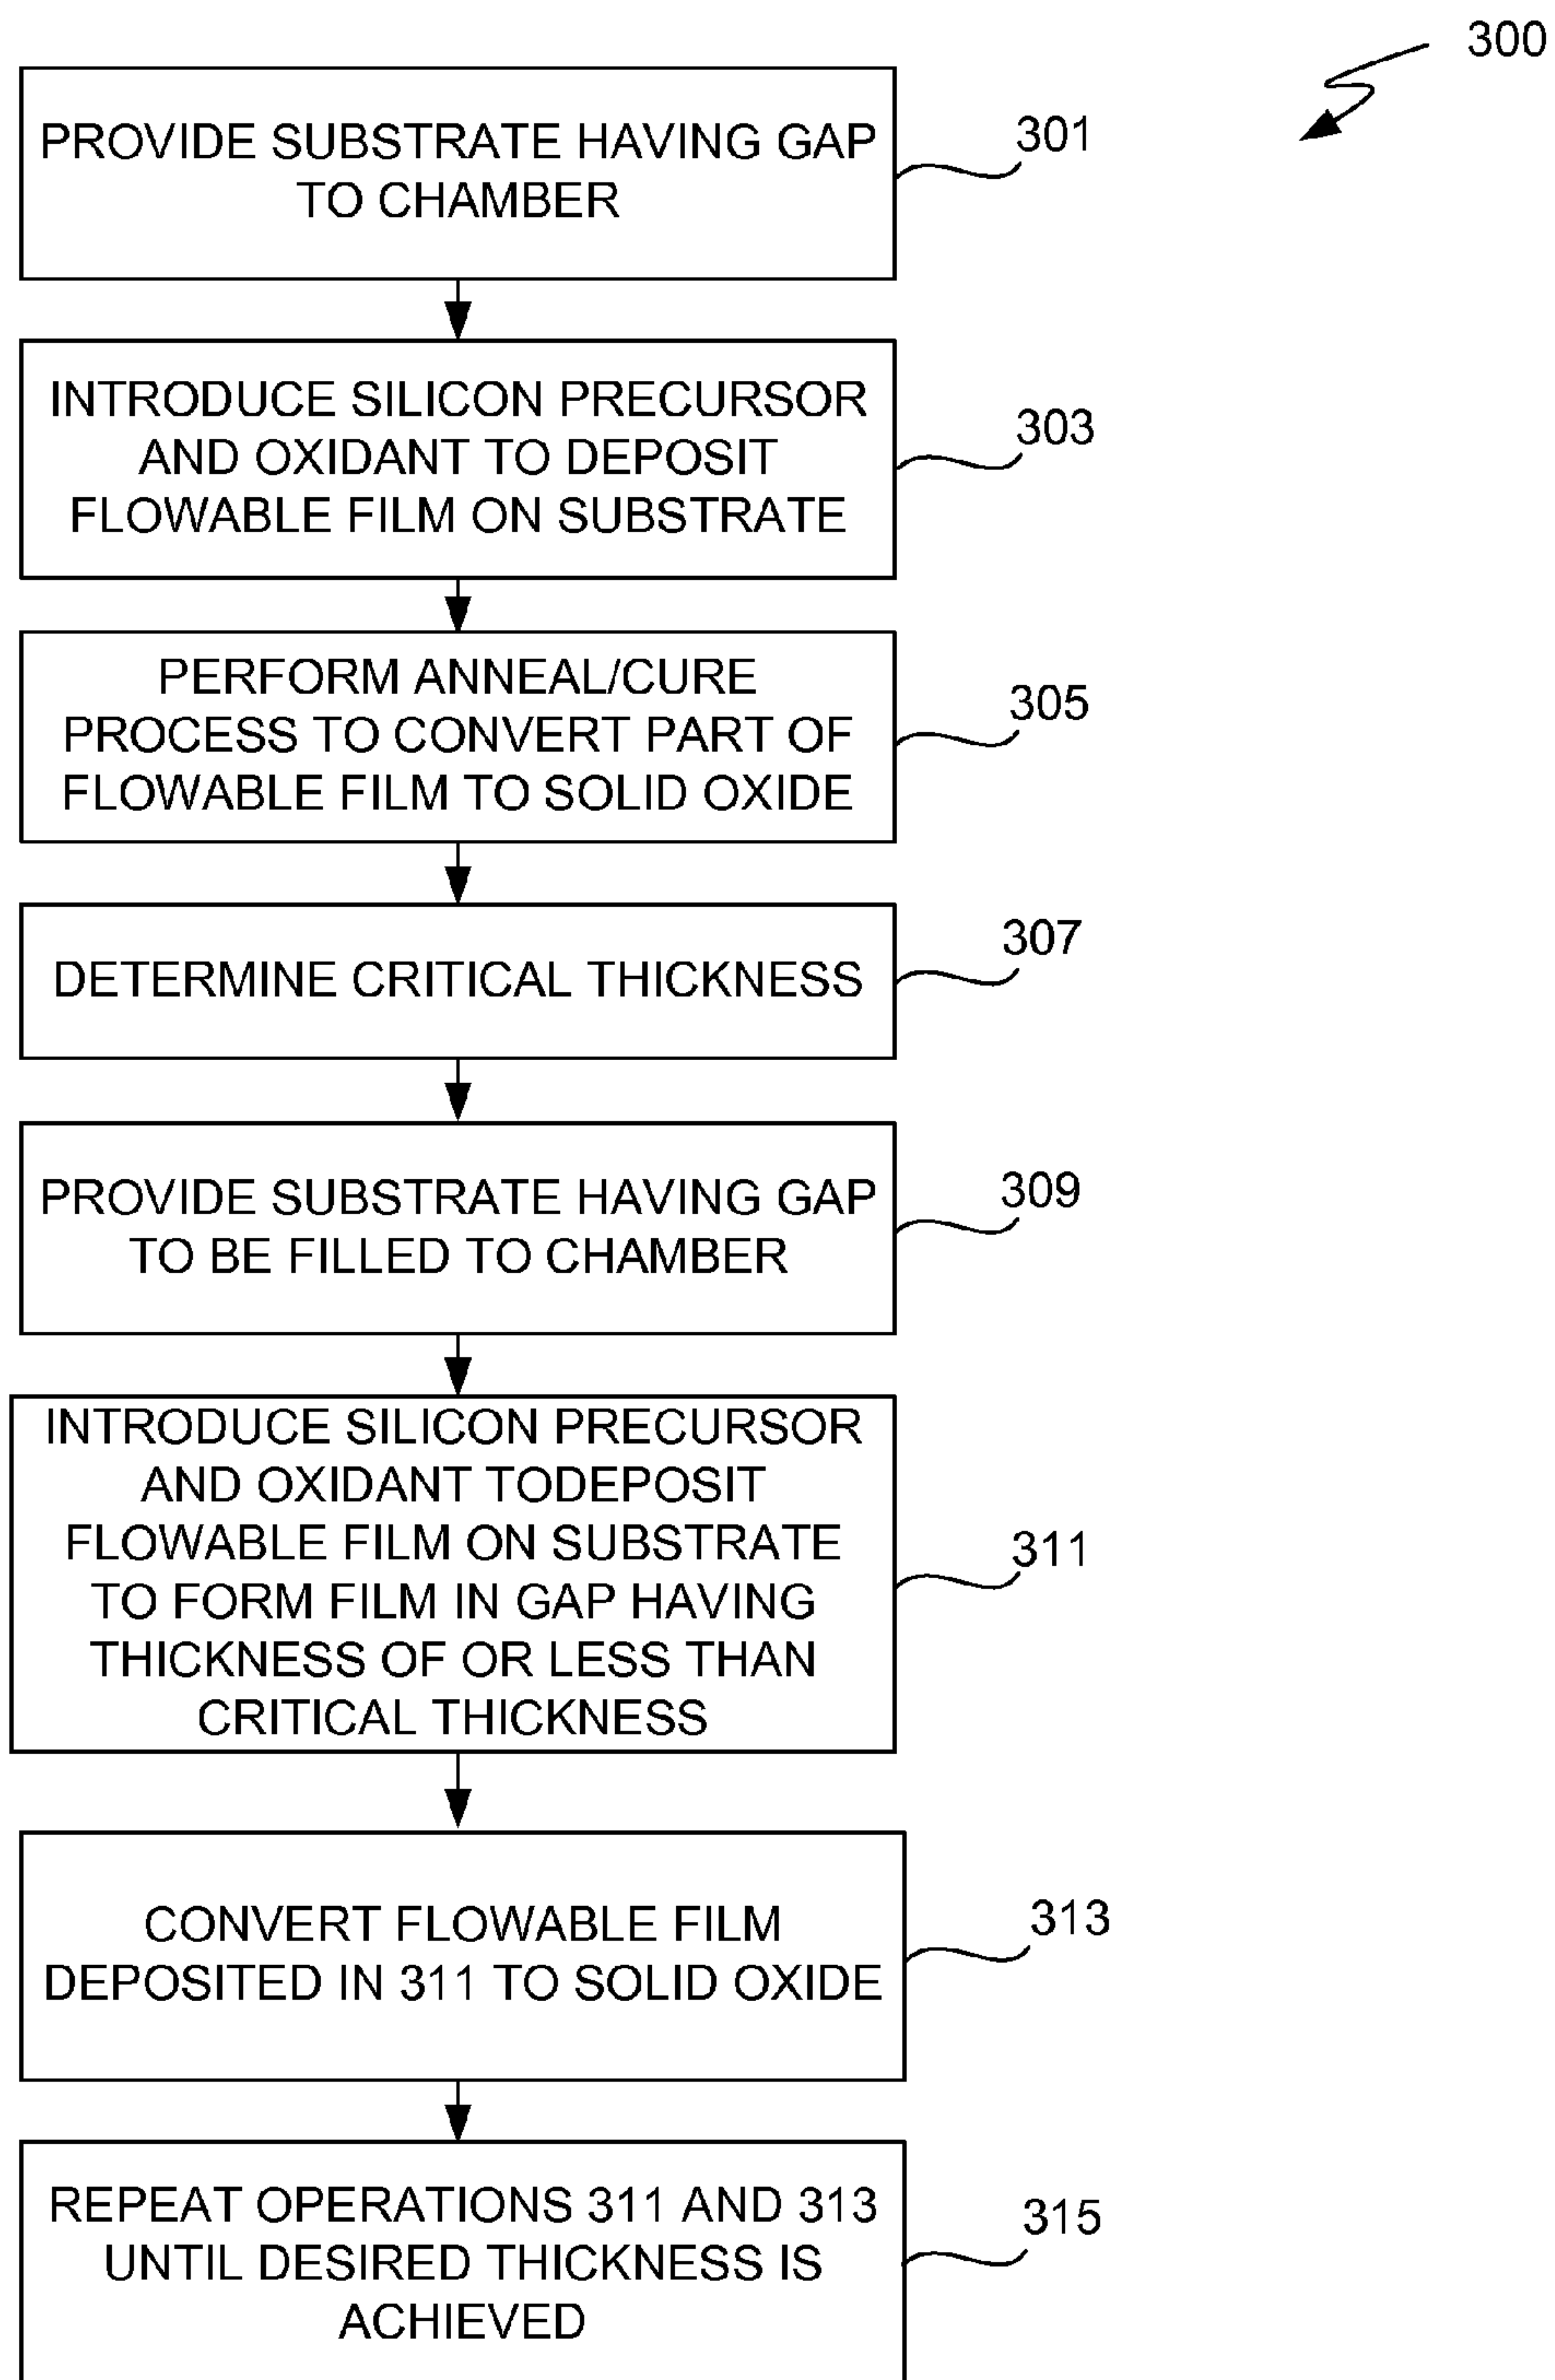 300
PROVIDE SUBSTRATE HAVING GAP
TO CHAMBER
301
INTRODUCE SILICON PRECURSOR
AND OXIDANT TO DEPOSIT
FLOWABLE FILM ON SUBSTRATE
303
PERFORM ANNEAL/CURE
PROCESS TO CONVERT PART OF
FLOWABLE FILM TO SOLID OXIDE
305
DETERMINE CRITICAL THICKNESS
307
PROVIDE SUBSTRATE HAVING GAP
TO BE FILLED TO CHAMBER
309
INTRODUCE SILICON PRECURSOR
AND OXIDANT TODEPOSIT
FLOWABLE FILM ON SUBSTRATE
TO FORM FILM IN GAP HAVING
THICKNESS OF OR LESS THAN
CRITICAL THICKNESS
311
CONVERT FLOWABLE FILM
DEPOSITED IN 311 TO SOLID OXIDE
313
REPEAT OPERATIONS 311 AND 313
UNTIL DESIRED THICKNESS IS
ACHIEVED
315